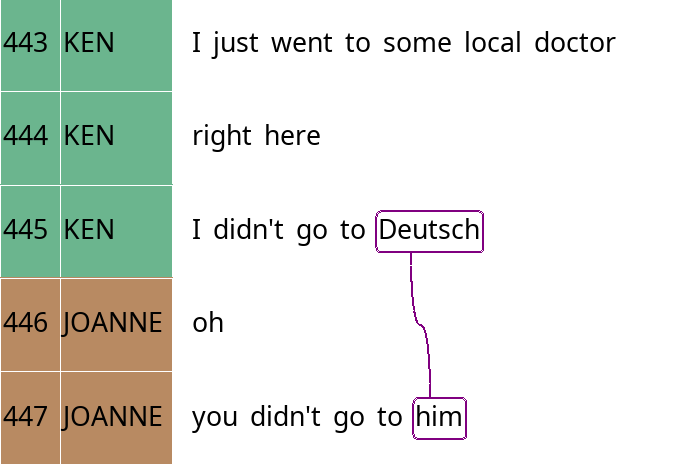 443 KEN I just went to some local doctor
444 KEN right here
445 KEN I didn't go to Deutsch
446 JOANNE oh
447 JOANNE you didn't go to him